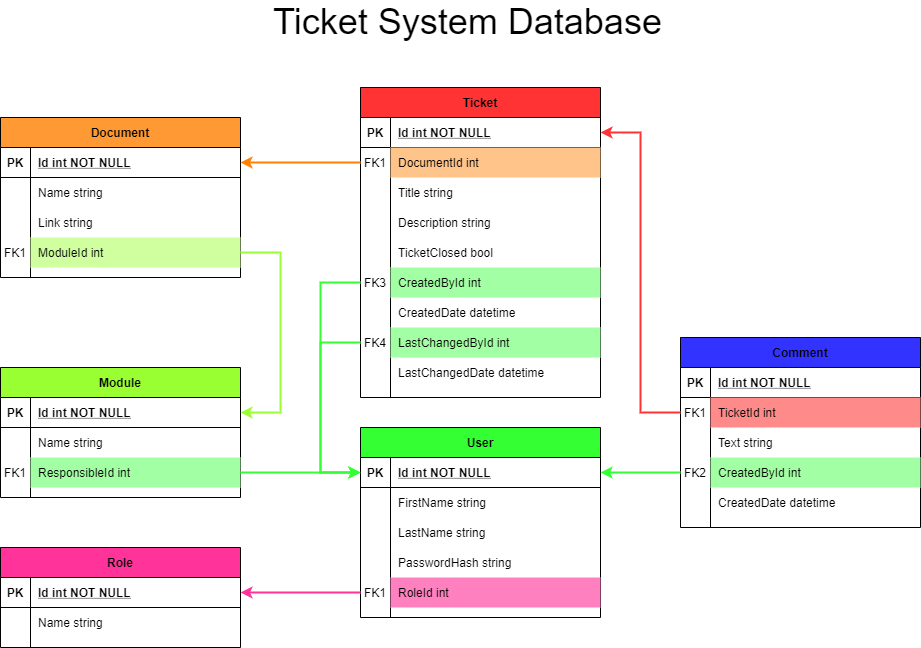 Ticket System Database
Document
PK Id int NOT NULL
Name string
Link string
FK1 ModuleId int
Ticket
PK Id int NOT NULL
FK1 DocumentId int
Title string
Description string
TicketClosed bool
FK3 CreatedById int
CreatedDate datetime
FK4 LastChangedById int
LastChangedDate datetime
Module
PK Id int NOT NULL
Name string
FK1 ResponsibleId int
User
PK Id int NOT NULL
FirstName string
LastName string
PasswordHash string
FK1 RoleId int
Comment
PK Id int NOT NULL
FK1 TicketId int
Text string
FK2 CreatedById int
CreatedDate datetime
Role
PK Id int NOT NULL
Name string